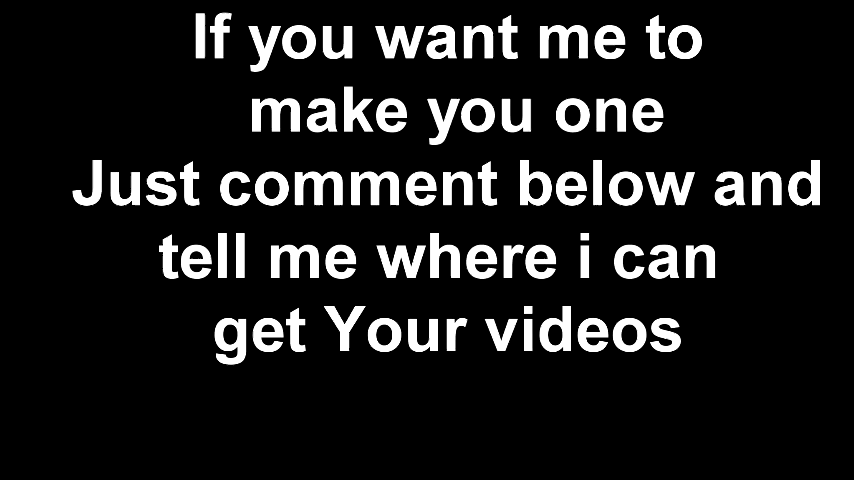 If you want me to
make you one
Just comment below and
tell me where i can
get Your videos